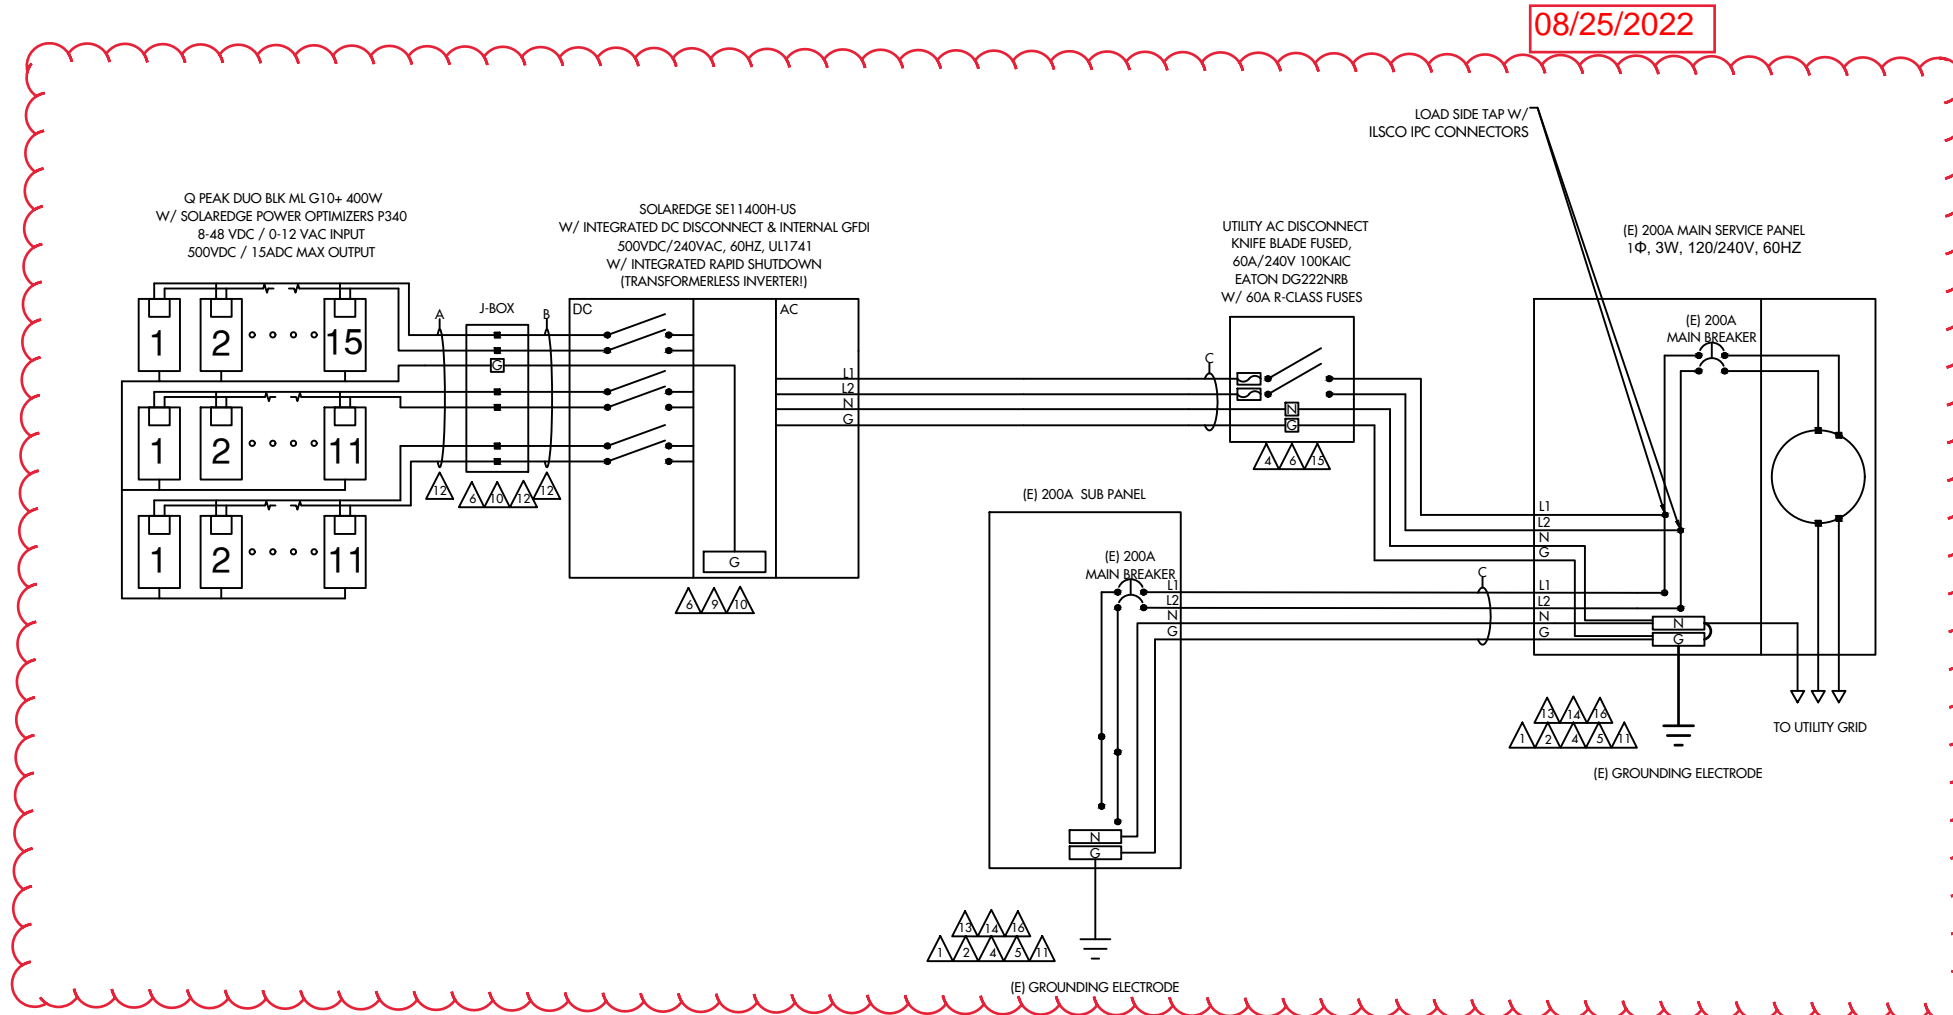 08/25/2022
LOAD SIDE TAP W/
ILSCO IPC CONNECTORS
Q PEAK DUO BLK ML G10+ 400W
W/ SOLAREDGE POWER OPTIMIZERS P340
8-48 VDC / 0-12 VAC INPUT
500VDC / 15ADC MAX OUTPUT
SOLAREDGE SE11400H-US
W/ INTEGRATED DC DISCONNECT & INTERNAL GFDI
500VDC/240VAC, 60HZ, UL1741
W/ INTEGRATED RAPID SHUTDOWN
(TRANSFORMERLESS INVERTER!)
UTILITY AC DISCONNECT
KNIFE BLADE FUSED,
60A/240V 100KAIC
EATON DG222NRB
W/ 60A R-CLASS FUSES
(E) 200A MAIN SERVICE PANEL
1Φ, 3W, 120/240V, 60HZ
A
J-BOX
B
DC
AC
(E) 200A
MAIN BREAKER
1 2 15
G
L1
L2
N
G
C
N
G
1 2 11
12
6 10 12
12
4 6 15
1 2 11
G
6 9 10
(E) 200A SUB PANEL
(E) 200A
MAIN BREAKER
L1
L2
N
G
C
L1
L2
N
G
L1
L2
N
G
N
G
13 14 16
1 2 4 5 11
TO UTILITY GRID
(E) GROUNDING ELECTRODE
N
G
13 14 16
1 2 4 5 11
(E) GROUNDING ELECTRODE